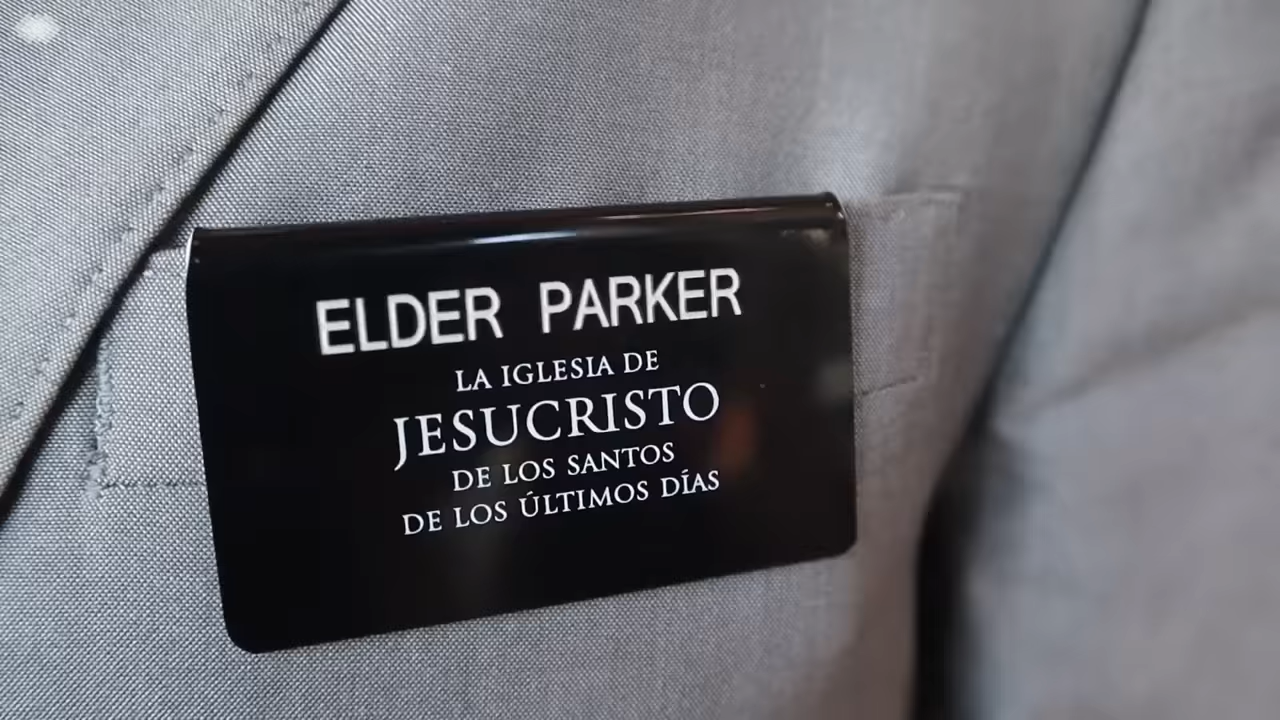 ELDER PARKER
LA IGLESIA DE
JESUCRISTO
DE LOS SANTOS
DE LOS ÚLTIMOS DÍAS